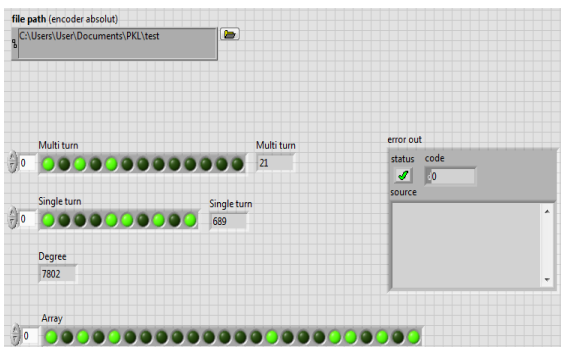 file path (encoder absolut)
C:\Users\User\Documents\PKL\test
Multi turn
0
Multi turn
21
Single turn
0
Single turn
689
Degree
7802
error out
status code
0
source
Array
0